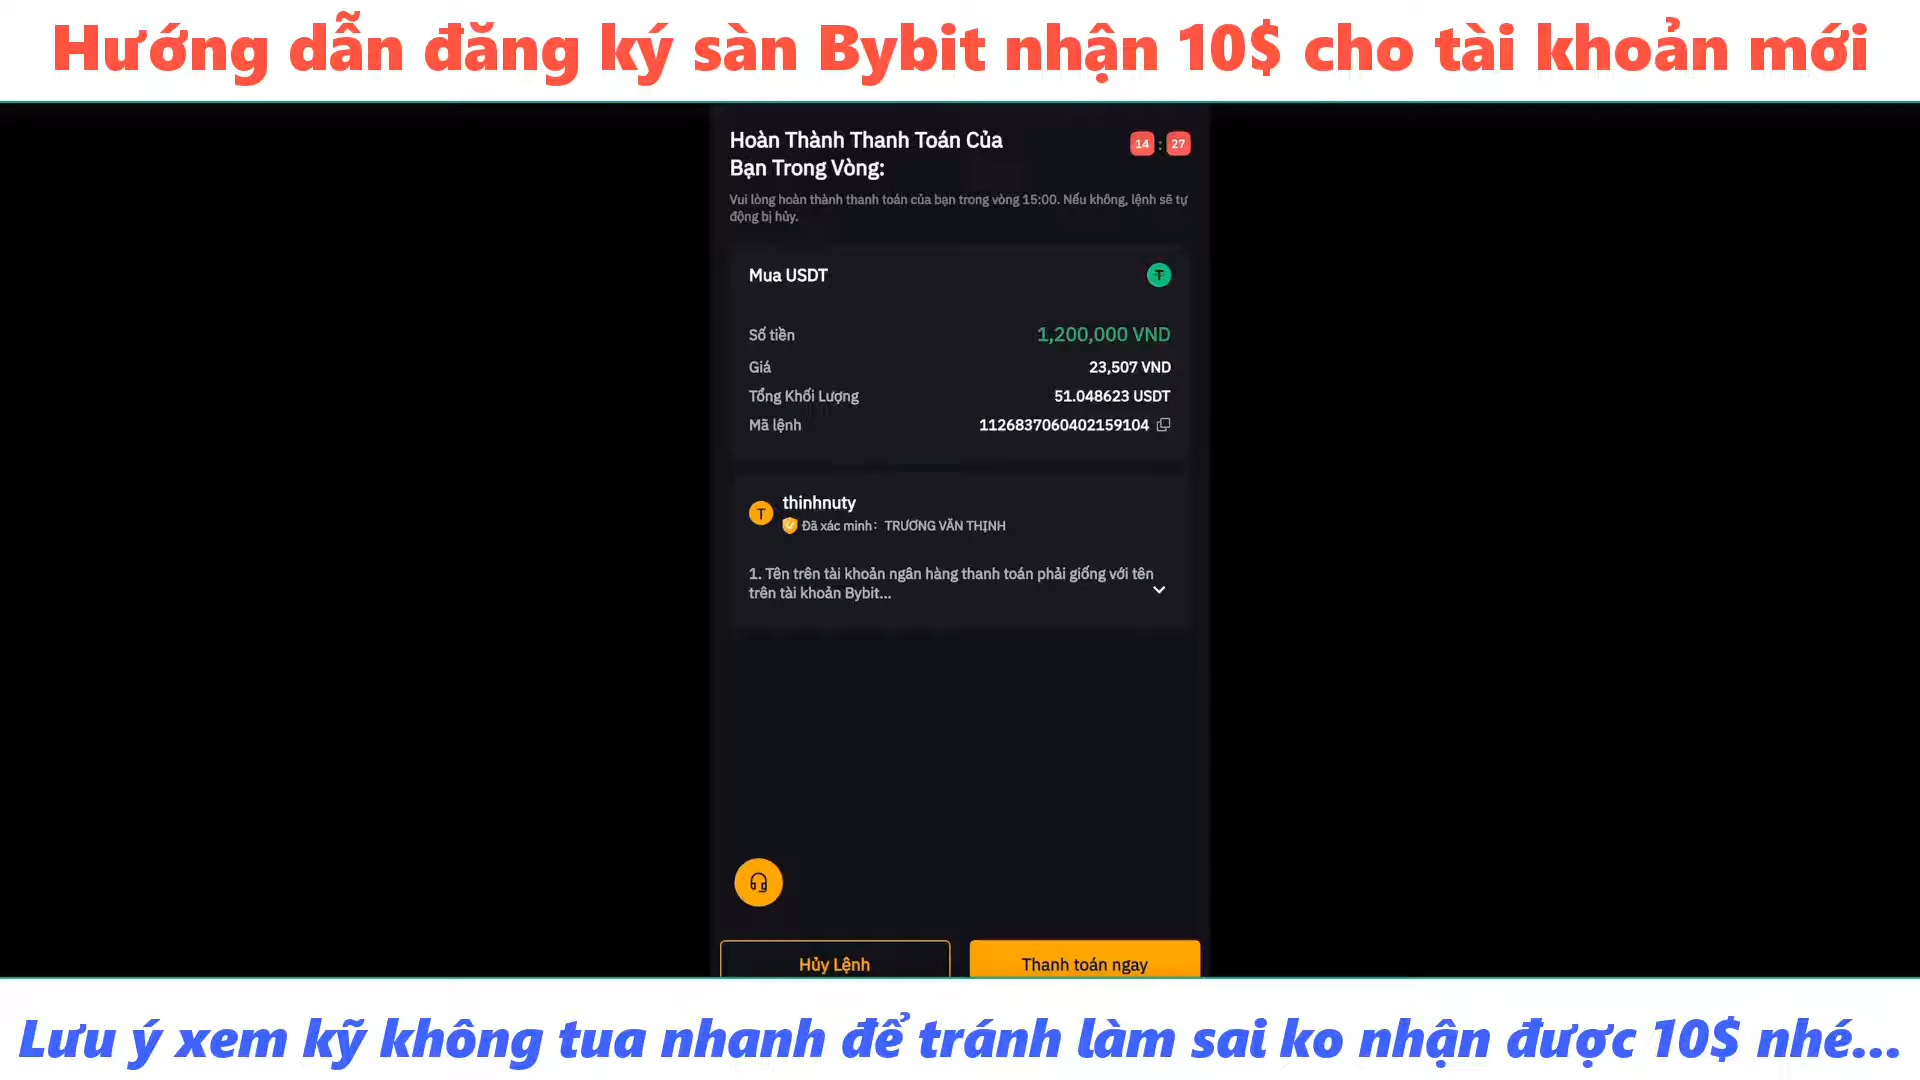 Hướng dẫn đăng ký sàn Bybit nhận 10$ cho tài khoản mới
Hoàn Thành Thanh Toán Của
Bạn Trong Vòng:
14 : 27
Vui lòng hoàn thành thanh toán của bạn trong vòng 15:00. Nếu không, lệnh sẽ tự
động bị hủy.
Mua USDT
Số tiền 1,200,000 VND
Giá 23,507 VND
Tổng Khối Lượng 51.048623 USDT
Mã lệnh 1126837060402159104
T thinhnuty
Đã xác minh: TRƯƠNG VĂN THỊNH
1. Tên trên tài khoản ngân hàng thanh toán phải giống với tên
trên tài khoản Bybit...
Hủy Lệnh Thanh toán ngay
Lưu ý xem kỹ không tua nhanh để tránh làm sai ko nhận được 10$ nhé...